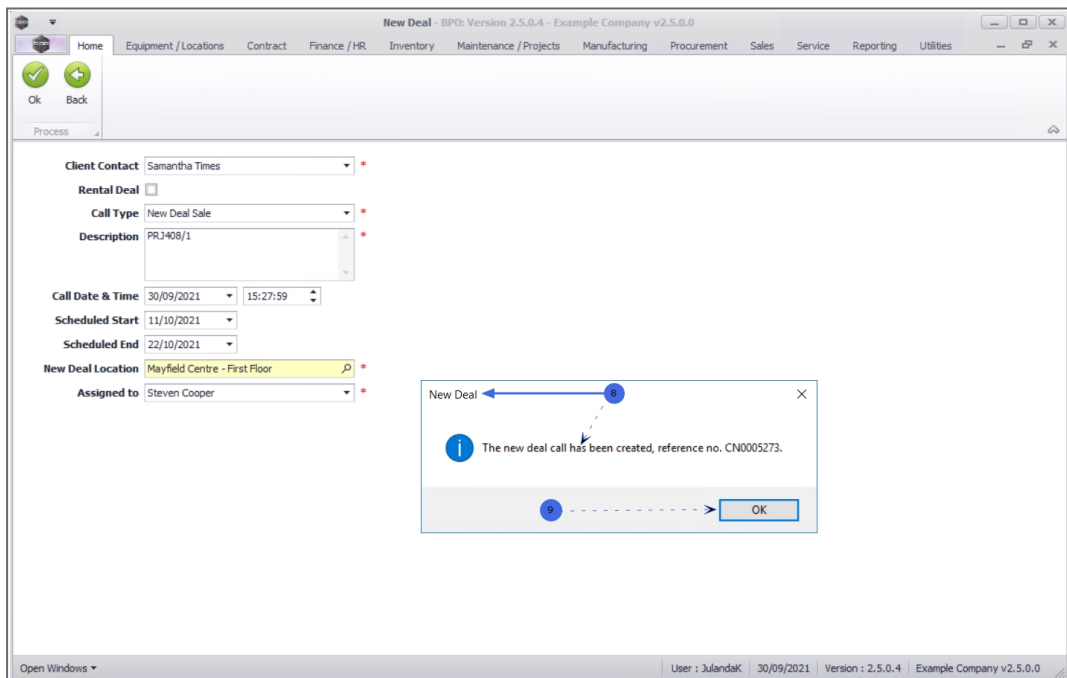 New Deal - BPO: Version 2.5.0.4 - Example Company v2.5.0.0
Home Equipment / Locations Contract Finance / HR Inventory Maintenance / Projects Manufacturing Procurement Sales Service Reporting Utilities
Ok Back
Process
Client Contact Samantha Times *
Rental Deal
Call Type New Deal Sale *
Description PRJ408/1 *
Call Date & Time 30/09/2021 15:27:59
Scheduled Start 11/10/2021
Scheduled End 22/10/2021
New Deal Location Mayfield Centre - First Floor *
Assigned to Steven Cooper *
New Deal 8
The new deal call has been created, reference no. CN0005273.
9 OK
Open Windows User : JulandaK 30/09/2021 Version : 2.5.0.4 Example Company v2.5.0.0